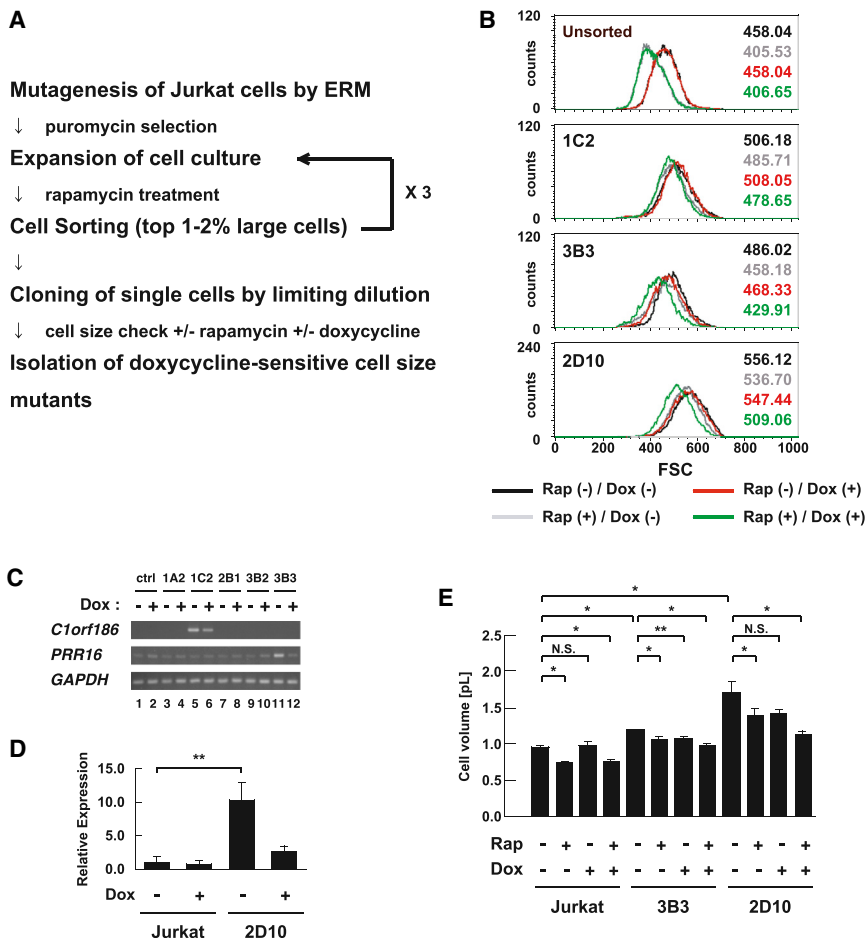 A
Mutagenesis of Jurkat cells by ERM
↓ puromycin selection
Expansion of cell culture
↓ rapamycin treatment
X 3
Cell Sorting (top 1-2% large cells)
↓
Cloning of single cells by limiting dilution
↓ cell size check +/- rapamycin +/- doxycycline
Isolation of doxycycline-sensitive cell size
mutants
B
120
counts
0
Unsorted
458.04
405.53
458.04
406.65
120
counts
0
1C2
506.18
485.71
508.05
478.65
120
counts
0
3B3
486.02
458.18
468.33
429.91
240
counts
0
2D10
556.12
536.70
547.44
509.06
0 200 400 600 800 1000
FSC
Rap (-) / Dox (-)
Rap (-) / Dox (+)
Rap (+) / Dox (-)
Rap (+) / Dox (+)
C
ctrl 1A2 1C2 2B1 3B2 3B3
Dox : - + - + - + - + - + - +
C1orf186
PRR16
GAPDH
1 2 3 4 5 6 7 8 9 10 11 12
D
Relative Expression
15.0
10.0
5.0
0.0
**
Dox - + - +
Jurkat 2D10
E
Cell volume [pL]
2.5
2.0
1.5
1.0
0.5
0.0
*
* *
* ** N.S. *
N.S.
* * *
Rap - + - + - + - + - + - +
Dox - - + + - - + + - - + +
Jurkat 3B3 2D10